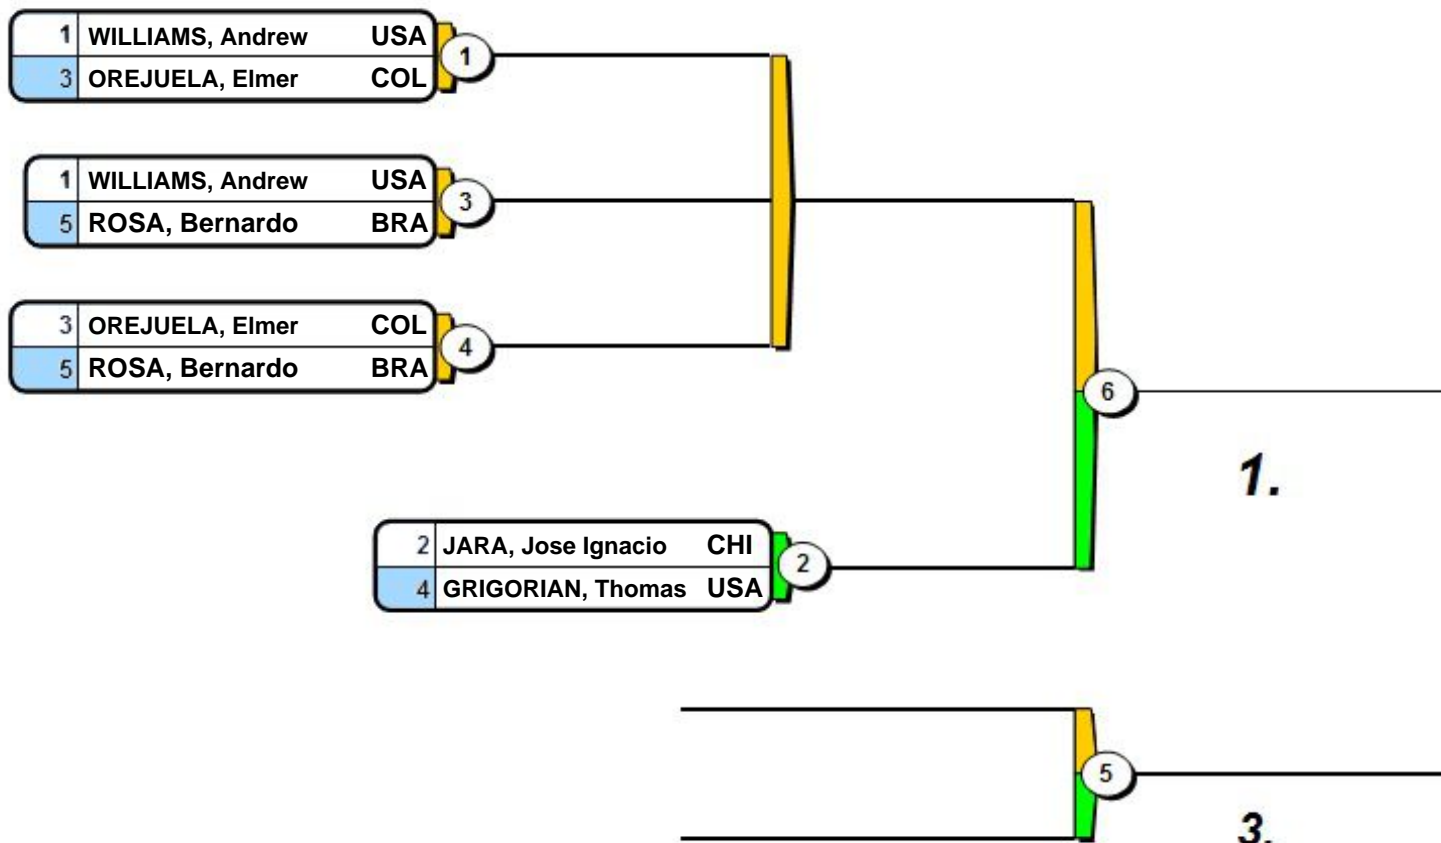 1 WILLIAMS, Andrew USA
3 OREJUELA, Elmer COL
1
1 WILLIAMS, Andrew USA
5 ROSA, Bernardo BRA
3
3 OREJUELA, Elmer COL
5 ROSA, Bernardo BRA
4
6
1.
2 JARA, Jose Ignacio CHI
4 GRIGORIAN, Thomas USA
2
5
3.